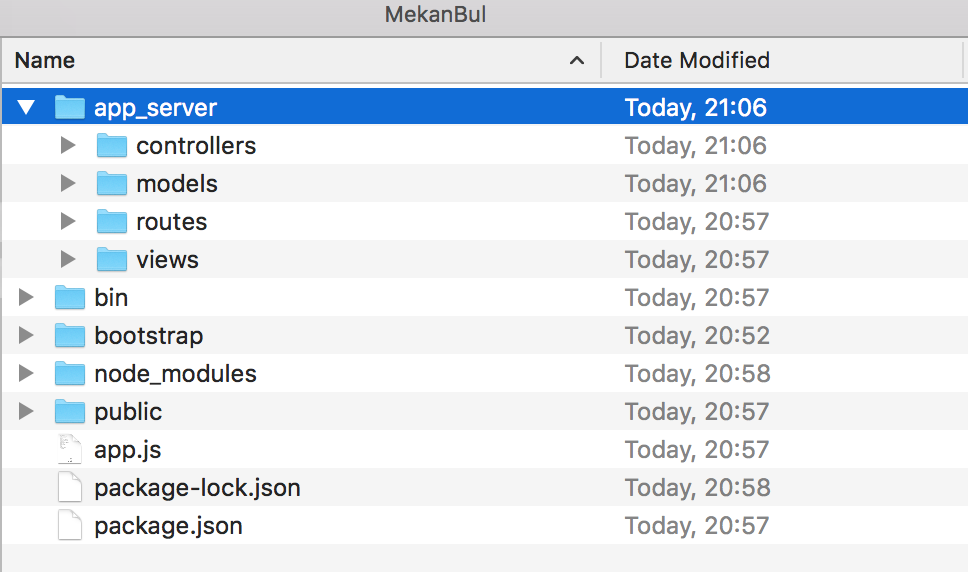 MekanBul
Name Date Modified
app_server Today, 21:06
controllers Today, 21:06
models Today, 21:06
routes Today, 20:57
views Today, 20:57
bin Today, 20:57
bootstrap Today, 20:52
node_modules Today, 20:58
public Today, 20:57
app.js Today, 20:57
package-lock.json Today, 20:58
package.json Today, 20:57